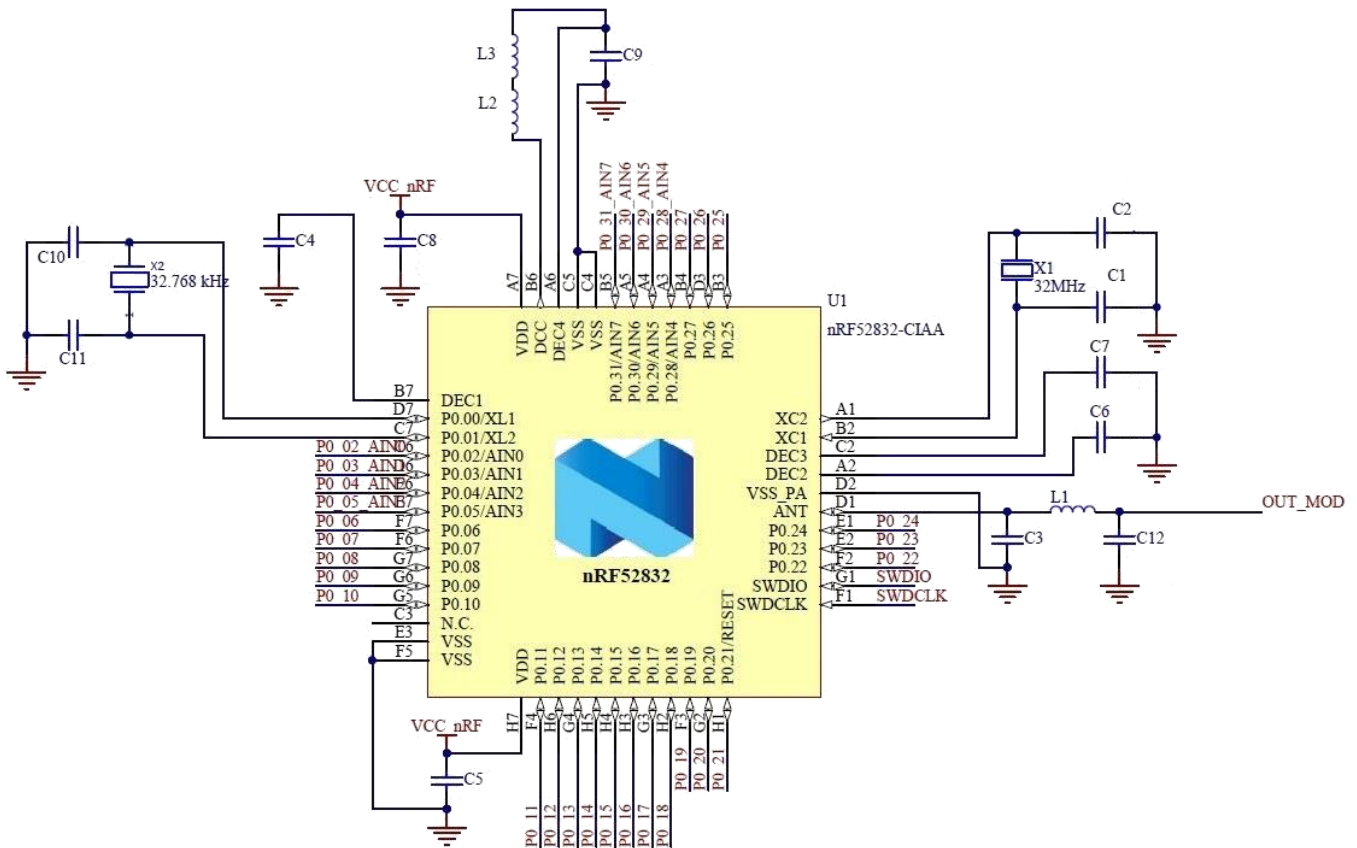 L3
C9
L2
VCC_nRF
P0_31_AIN7
P0_30_AIN6
P0_29_AIN5
P0_28_AIN4
P0_27
P0_26
P0_25
C10
X2
32.768 kHz
1
C11
C4
C8
A7
B6
A6
C5
C4
B5
A5
A4
A3
B4
D3
B3
C2
X1
32MHz
C1
U1
nRF52832-CIAA
C7
C6
VDD
DCC
DEC4
VSS
VSS
P0.31/AIN7
P0.30/AIN6
P0.29/AIN5
P0.28/AIN4
P0.27
P0.26
P0.25
B7 DEC1
D7 P0.00/XL1
C7 P0.01/XL2
P0_02_AIN0 P0.02/AIN0
P0_03_AIN1 D6 P0.03/AIN1
P0_04_AIN2 E6 P0.04/AIN2
P0_05_AIN3 P0.05/AIN3
P0_06 F7 P0.06
P0_07 F6 P0.07
P0_08 G7 P0.08
P0_09 G6 P0.09
P0_10 G5 P0.10
C3 N.C.
E3 VSS
F5 VSS
XC2 A1
XC1 B2
DEC3 C2
DEC2 A2
VSS_PA D2
ANT D1
P0.24 E1 P0_24
P0.23 E2 P0_23
P0.22 F2 P0_22
SWDIO G1 SWDIO
SWDCLK F1 SWDCLK
L1
OUT_MOD
C3
C12
nRF52832
VDD
P0.11
P0.12
P0.13
P0.14
P0.15
P0.16
P0.17
P0.18
P0.19
P0.20
P0.21/RESET
VCC_nRF
C5
H7
F4
H6
G4
H5
H4
H3
G3
H2
F3
G2
H1
P0_11
P0_12
P0_13
P0_14
P0_15
P0_16
P0_17
P0_18
P0_19
P0_20
P0_21